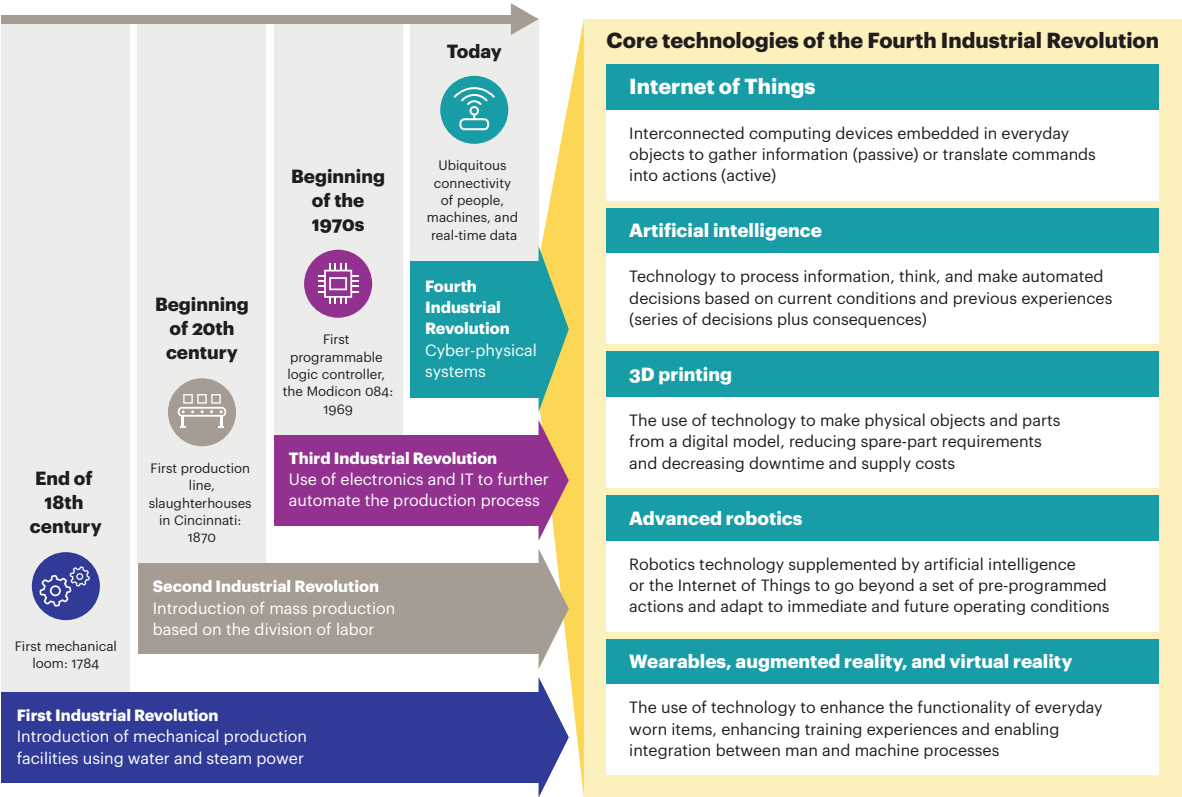 End of
18th
century
First mechanical
loom: 1784
First Industrial Revolution
Introduction of mechanical production
facilities using water and steam power
Beginning
of 20th
century
First production
line,
slaughterhouses
in Cincinnati:
1870
Second Industrial Revolution
Introduction of mass production
based on the division of labor
Beginning
of the
1970s
First
programmable
logic controller,
the Modicon 084:
1969
Third Industrial Revolution
Use of electronics and IT to further
automate the production process
Today
Ubiquitous
connectivity
of people,
machines, and
real-time data
Fourth
Industrial
Revolution
Cyber-physical
systems
Core technologies of the Fourth Industrial Revolution
Internet of Things
Interconnected computing devices embedded in everyday
objects to gather information (passive) or translate commands
into actions (active)
Artificial intelligence
Technology to process information, think, and make automated
decisions based on current conditions and previous experiences
(series of decisions plus consequences)
3D printing
The use of technology to make physical objects and parts
from a digital model, reducing spare-part requirements
and decreasing downtime and supply costs
Advanced robotics
Robotics technology supplemented by artificial intelligence
or the Internet of Things to go beyond a set of pre-programmed
actions and adapt to immediate and future operating conditions
Wearables, augmented reality, and virtual reality
The use of technology to enhance the functionality of everyday
worn items, enhancing training experiences and enabling
integration between man and machine processes